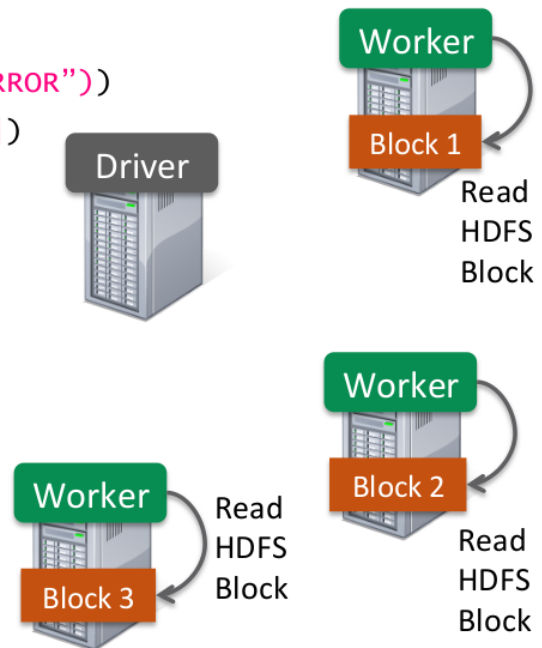 RROR”))
)
Driver
Worker
Block 1
Read
HDFS
Block
Worker
Block 2
Read
HDFS
Block
Worker
Block 3
Read
HDFS
Block